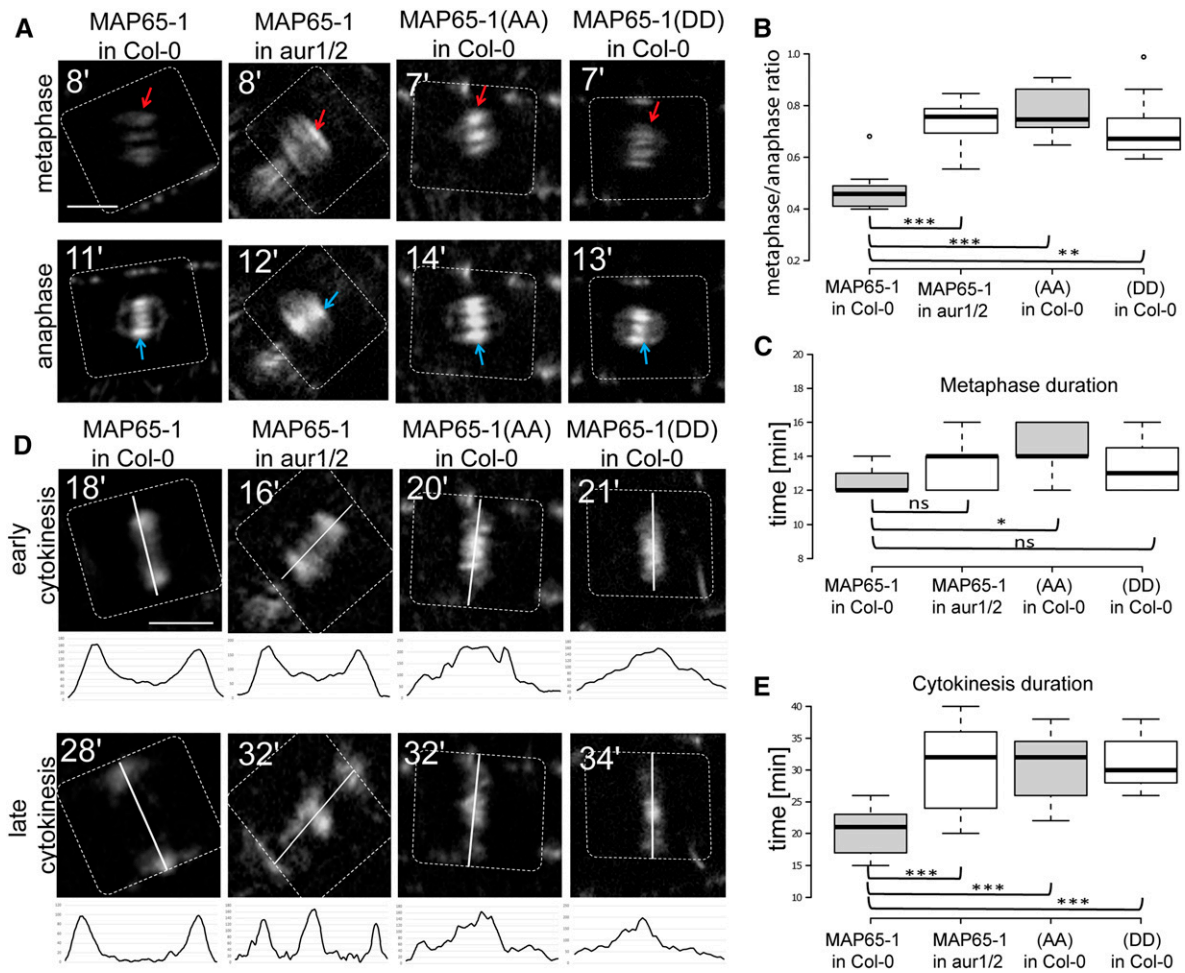 A
MAP65-1
in Col-0
MAP65-1
in aur1/2
MAP65-1(AA)
in Col-0
MAP65-1(DD)
in Col-0
metaphase
8'
8'
7'
7'
anaphase
11'
12'
14'
13'
B
metaphase/anaphase ratio
1.0
0.8
0.6
0.4
0.2
***
***
**
MAP65-1
in Col-0
MAP65-1
in aur1/2
(AA)
in Col-0
(DD)
in Col-0
C
Metaphase duration
time [min]
20
18
16
14
12
10
8
ns
*
ns
MAP65-1
in Col-0
MAP65-1
in aur1/2
(AA)
in Col-0
(DD)
in Col-0
D
MAP65-1
in Col-0
MAP65-1
in aur1/2
MAP65-1(AA)
in Col-0
MAP65-1(DD)
in Col-0
early
cytokinesis
18'
16'
20'
21'
late
cytokinesis
28'
32'
32'
34'
E
Cytokinesis duration
time [min]
40
35
30
25
20
15
10
***
***
***
MAP65-1
in Col-0
MAP65-1
in aur1/2
(AA)
in Col-0
(DD)
in Col-0